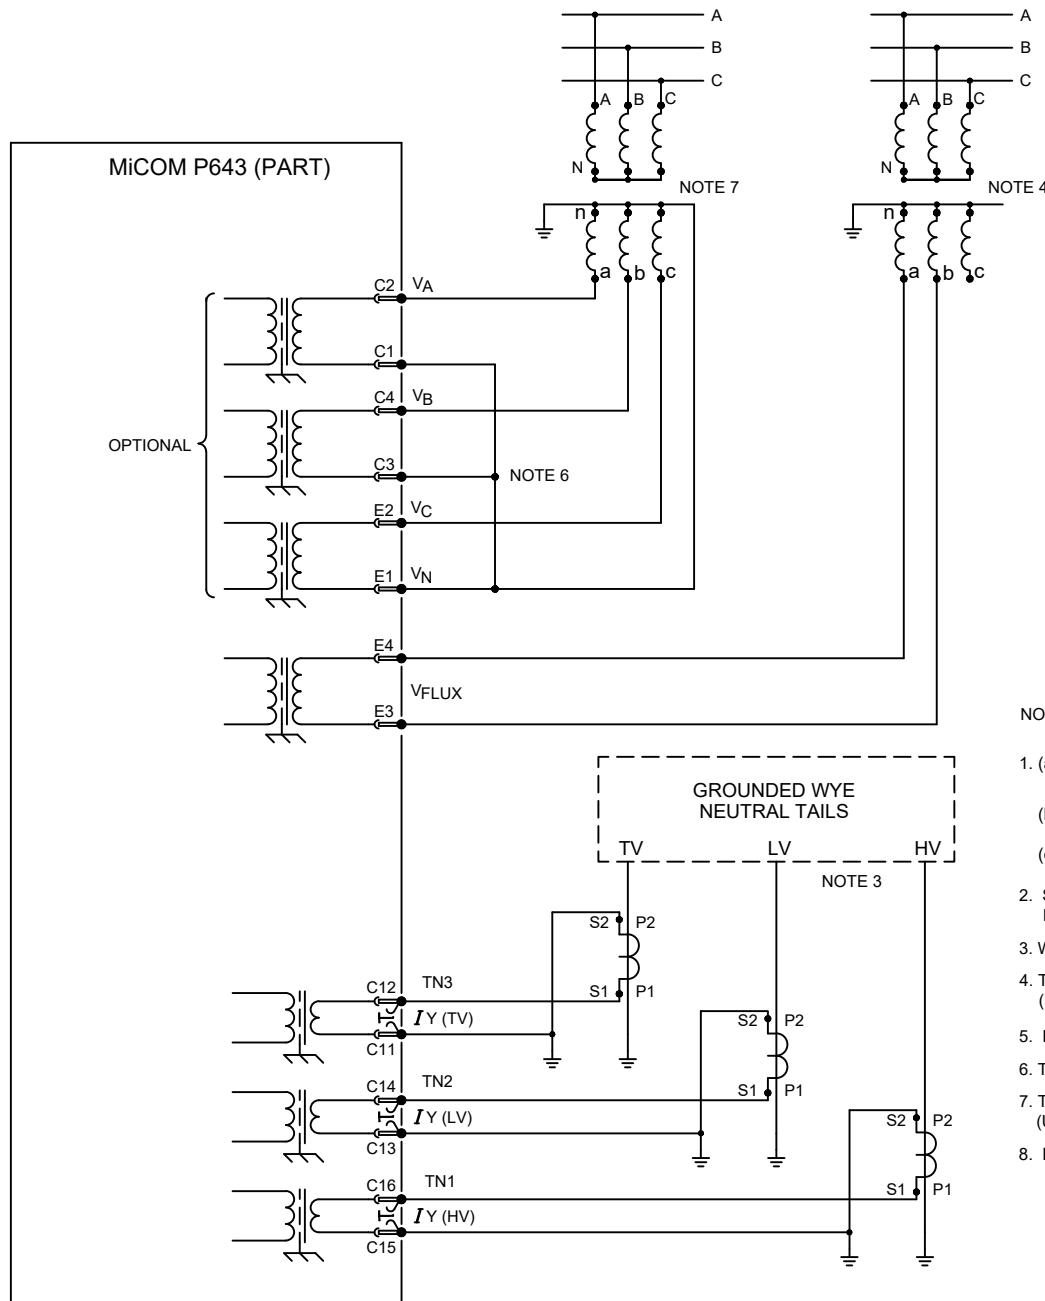 A
B
C
A B C
N
NOTE 7
n
a b c
A
B
C
A B C
N
NOTE 4
n
a b c
MiCOM P643 (PART)
OPTIONAL
C2 VA
C1
C4 VB
C3
NOTE 6
E2 VC
E1 VN
E4
VFLUX
E3
GROUNDED WYE
NEUTRAL TAILS
TV LV HV
NOTE 3
S2 P2
S1 P1
C12 TN3
I Y (TV)
C11
S2 P2
S1 P1
C14 TN2
I Y (LV)
C13
S2 P2
S1 P1
C16 TN1
I Y (HV)
C15
NO
1. (a
(
(
2. S
3. W
4. T
(
5.
6. T
7. T
(U
8.